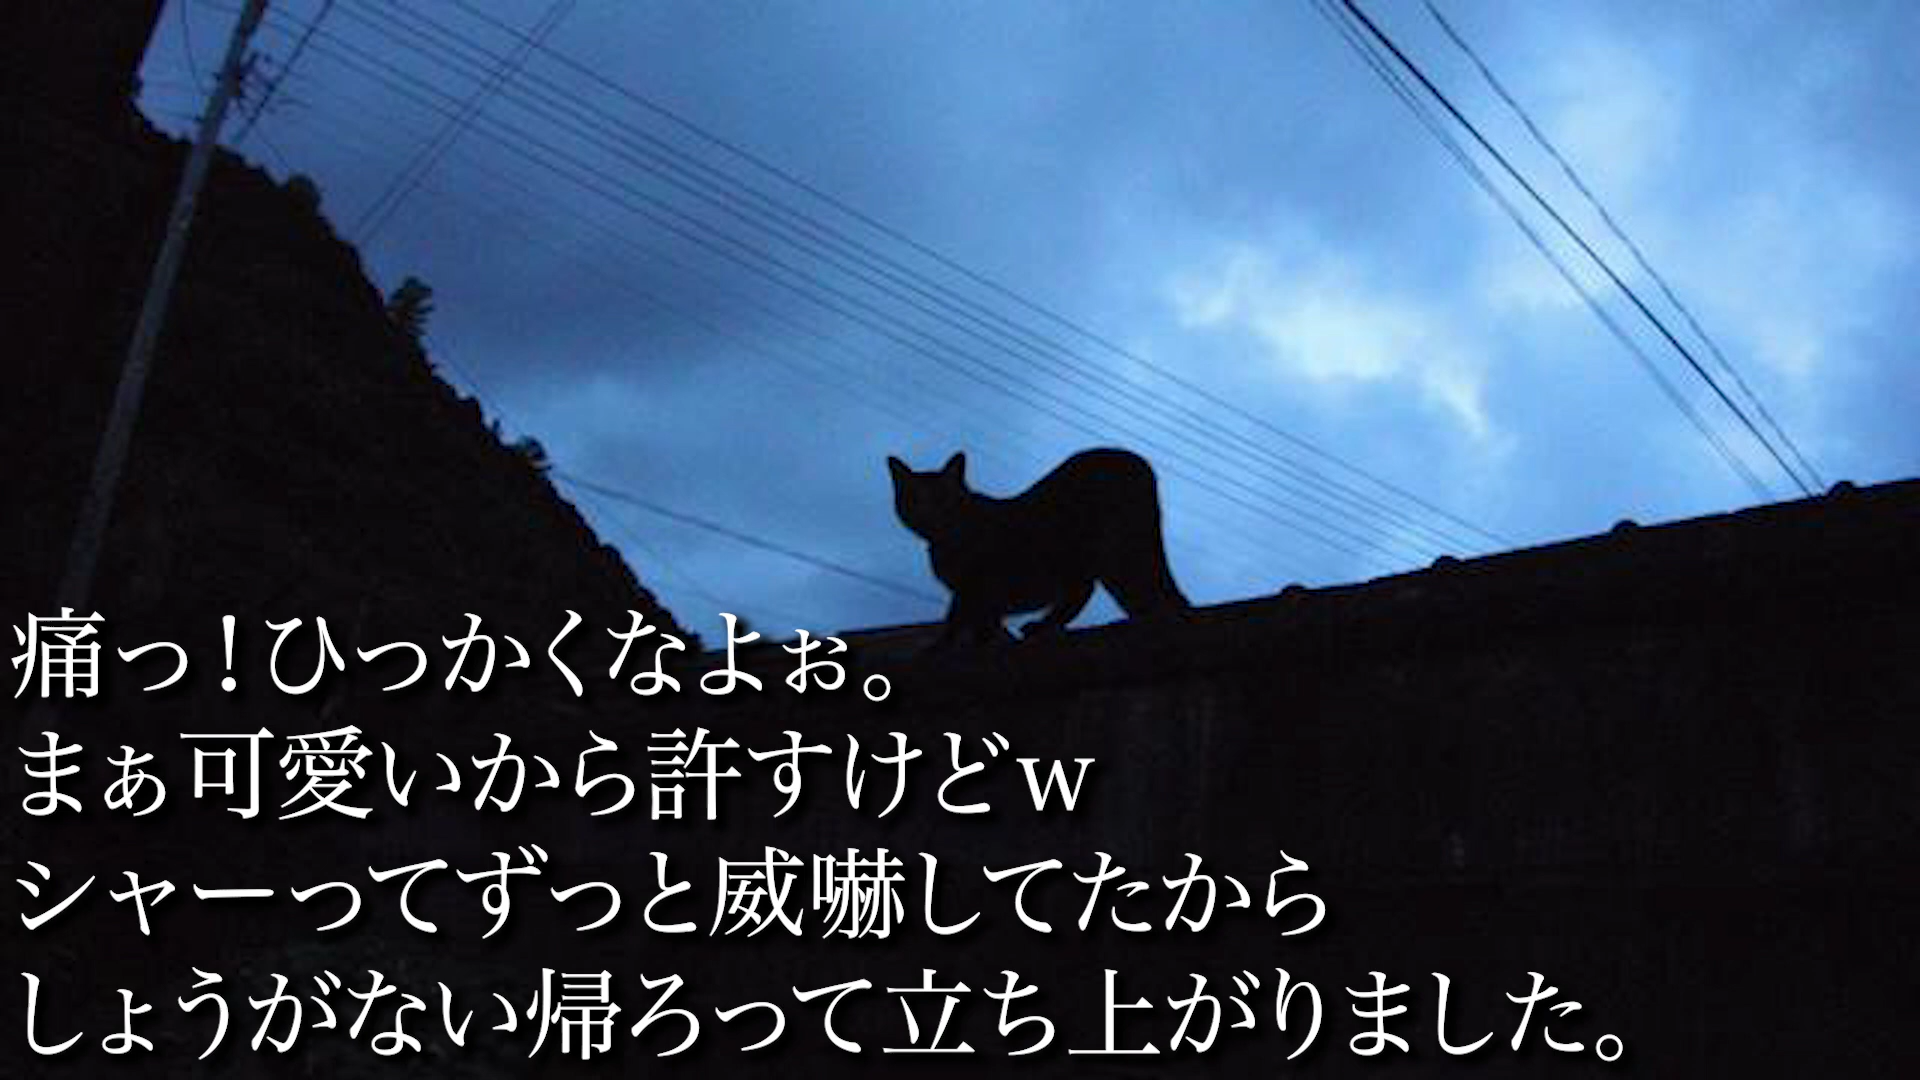 痛っ！ひっかくなよぉ。
まぁ可愛いから許すけどw
シャーってずっと威嚇してたから
しょうがない帰ろって立ち上がりました。